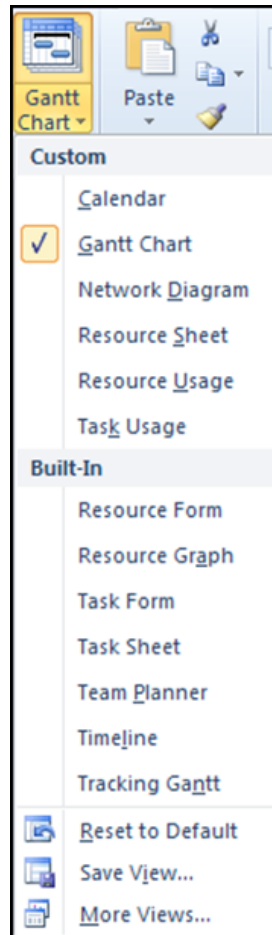 Gantt
Chart
Paste
Custom
Calendar
Gantt Chart
Network Diagram
Resource Sheet
Resource Usage
Task Usage
Built-In
Resource Form
Resource Graph
Task Form
Task Sheet
Team Planner
Timeline
Tracking Gantt
Reset to Default
Save View...
More Views...